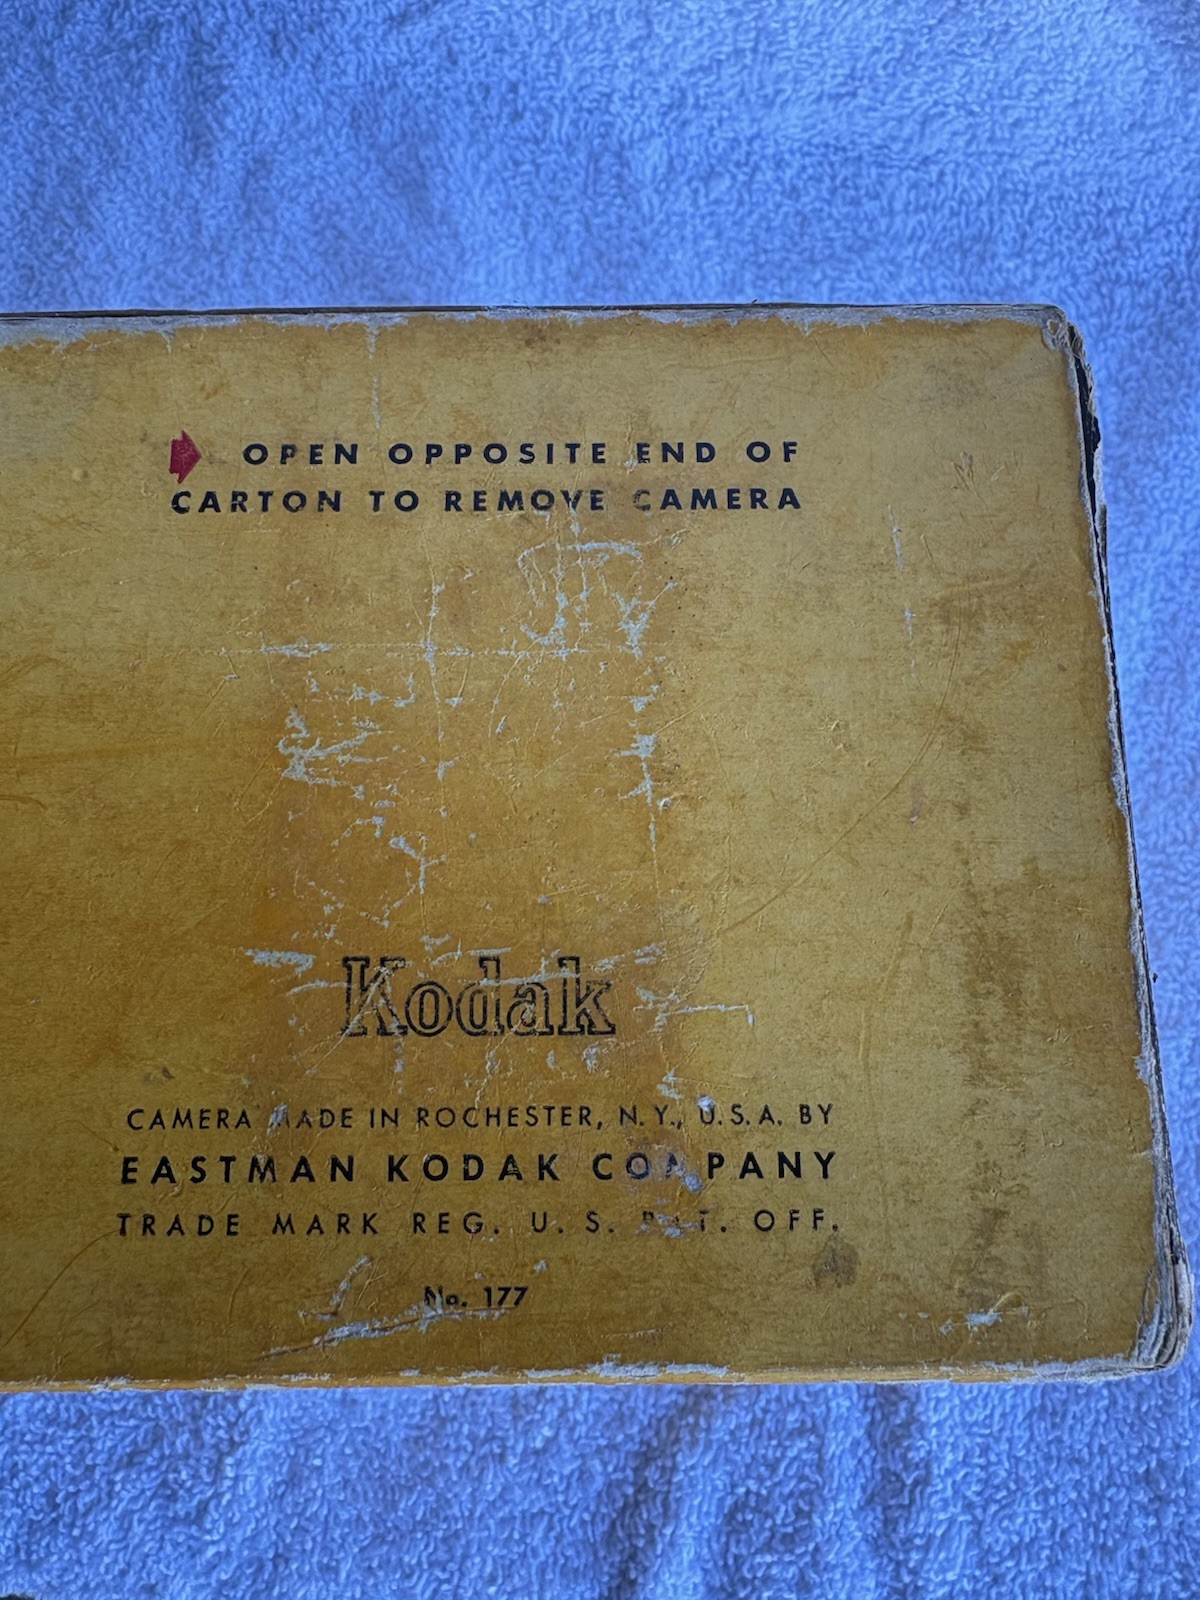 OPEN OPPOSITE END OF
CARTON TO REMOVE CAMERA
Kodak
CAMERA MADE IN ROCHESTER, N.Y., U.S.A. BY
EASTMAN KODAK COMPANY
TRADE MARK REG. U. S. PAT. OFF.
No. 177